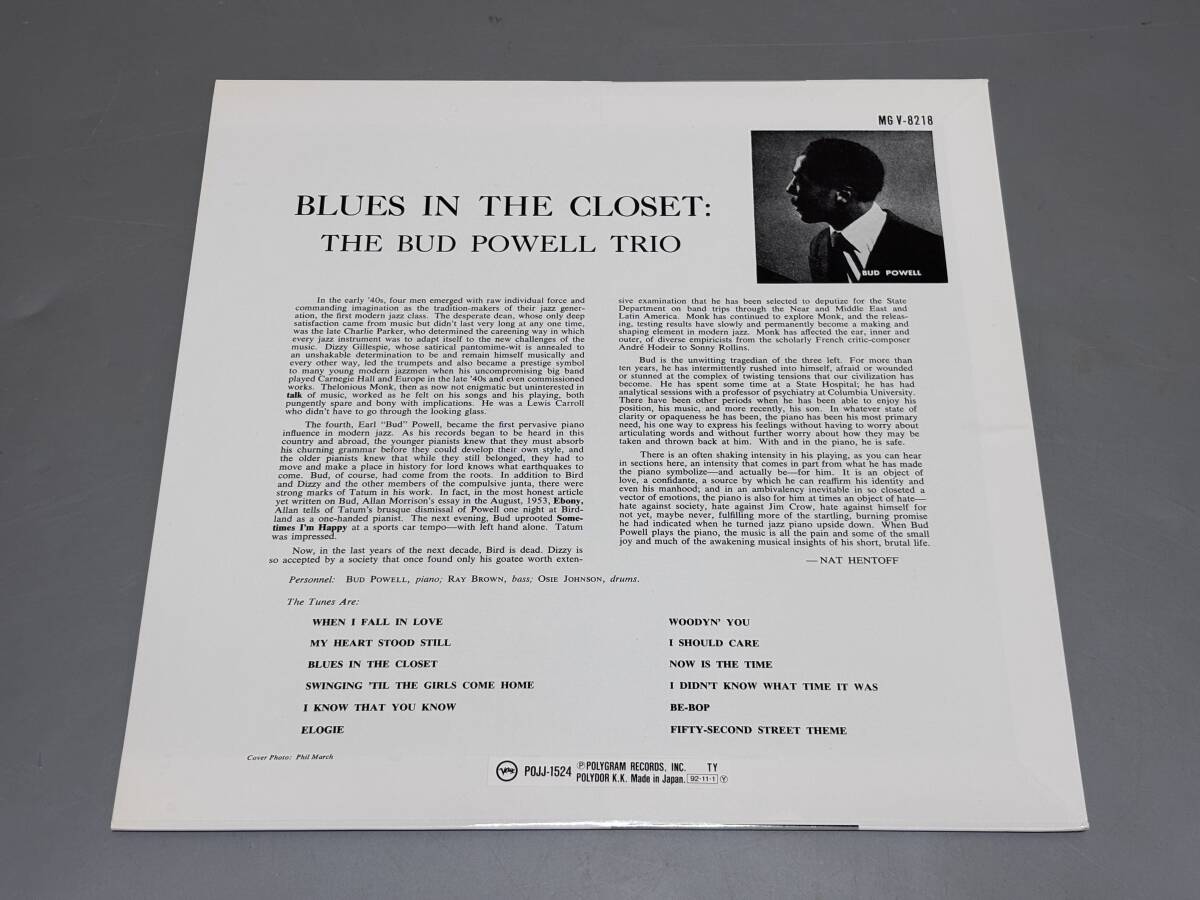 MG V-8218
BUD POWELL
BLUES IN THE CLOSET:
THE BUD POWELL TRIO
In the early '40s, four men emerged with raw individual force and
commanding imagination as the tradition-makers of their jazz gener-
ation, the first modern jazz class. The desperate dean, whose only deep
satisfaction came from music but didn't last very long at any one time,
was the late Charlie Parker, who determined the careening way in which
every jazz instrument was to adapt itself to the new challenges of the
music. Dizzy Gillespie, whose satirical pantomime-wit is annealed to
an unshakable determination to be and remain himself musically and
every other way, led the trumpets and also became a prestige symbol
to many young modern jazzmen when his uncompromising big band
played Carnegie Hall and Europe in the late '40s and even commissioned
works. Thelonious Monk, then as now not enigmatic but uninterested in
talk of music, worked as he felt on his songs and his playing, both
pungently spare and bony with implications. He was a Lewis Carroll
who didn't have to go through the looking glass.
The fourth, Earl "Bud" Powell, became the first pervasive piano
influence in modern jazz. As his records began to be heard in this
country and abroad, the younger pianists knew that they must absorb
his churning grammar before they could develop their own style, and
the older pianists knew that while they still belonged, they had to
move and make a place in history for lord knows what earthquakes to
come. Bud, of course, had come from the roots. In addition to Bird
and Dizzy and the other members of the compulsive junta, there were
strong marks of Tatum in his work. In fact, in the most honest article
yet written on Bud, Allan Morrison's essay in the August, 1953, Ebony,
Allan tells of Tatum's brusque dismissal of Powell one night at Bird-
land as a one-handed pianist. The next evening, Bud uprooted Some-
times I'm Happy at a sports car tempo—with left hand alone. Tatum
was impressed.
Now, in the last years of the next decade, Bird is dead. Dizzy is
so accepted by a society that once found only his goatee worth exten-
sive examination that he has been selected to deputize for the State
Department on band trips through the Near and Middle East and
Latin America. Monk has continued to explore Monk, and the releas-
ing, testing results have slowly and permanently become a making and
shaping element in modern jazz. Monk has affected the ear, inner and
outer, of diverse empiricists from the scholarly French critic-composer
André Hodeir to Sonny Rollins.
Bud is the unwitting tragedian of the three left. For more than
ten years, he has intermittently rushed into himself, afraid or wounded
or stunned at the complex of twisting tensions that our civilization has
become. He has spent some time at a State Hospital; he has had
analytical sessions with a professor of psychiatry at Columbia University.
There have been other periods when he has been able to enjoy his
position, his music, and more recently, his son. In whatever state of
clarity or opaqueness he has been, the piano has been his most primary
need, his one way to express his feelings without having to worry about
articulating words and without further worry about how they may be
taken and thrown back at him. With and in the piano, he is safe.
There is an often shaking intensity in his playing, as you can hear
in sections here, an intensity that comes in part from what he has made
the piano symbolize—and actually be—for him. It is an object of
love, a confidante, a source by which he can reaffirm his identity and
even his manhood; and in an ambivalency inevitable in so closeted a
vector of emotions, the piano is also for him at times an object of hate—
hate against society, hate against Jim Crow, hate against himself for
not yet, maybe never, fulfilling more of the startling, burning promise
he had indicated when he turned jazz piano upside down. When Bud
Powell plays the piano, the music is all the pain and some of the small
joy and much of the awakening musical insights of his short, brutal life.
—NAT HENTOFF
Personnel: BUD POWELL, piano; RAY BROWN, bass; OSIE JOHNSON, drums.
The Tunes Are:
WHEN I FALL IN LOVE
MY HEART STOOD STILL
BLUES IN THE CLOSET
SWINGING 'TIL THE GIRLS COME HOME
I KNOW THAT YOU KNOW
ELOGIE
WOODYN' YOU
I SHOULD CARE
NOW IS THE TIME
I DIDN'T KNOW WHAT TIME IT WAS
BE-BOP
FIFTY-SECOND STREET THEME
Cover Photo: Phil March
Verve POJJ-1524 ℗POLYGRAM RECORDS, INC. TY
POLYDOR K.K. Made in Japan. 92·11·1 Ⓨ